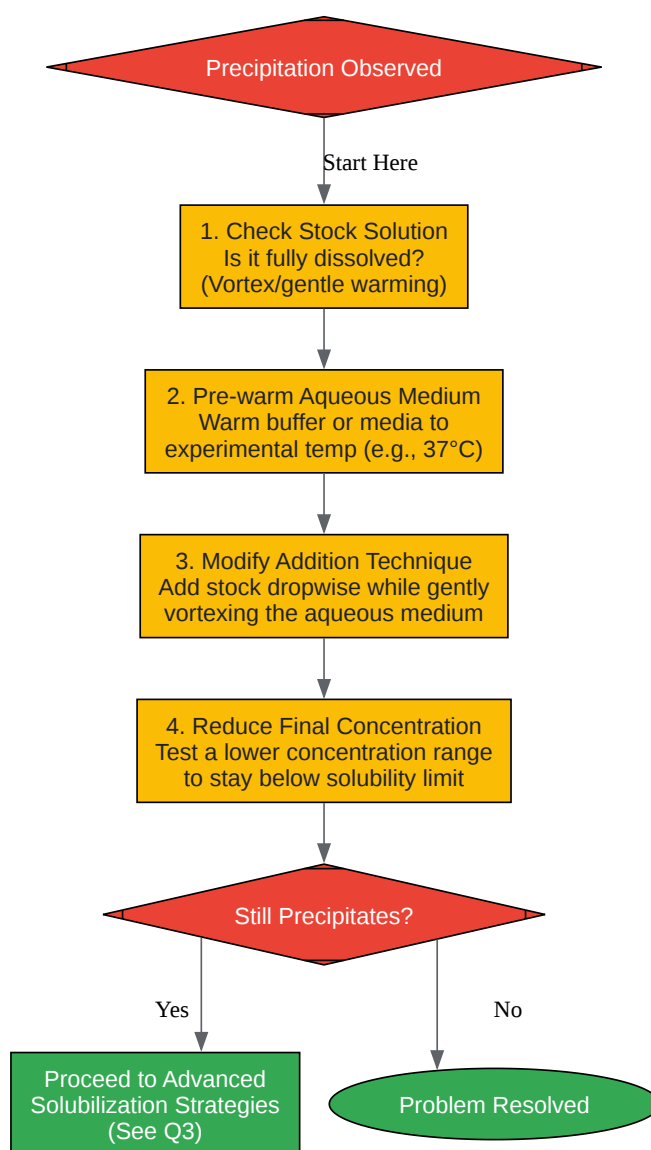 Precipitation Observed
Start Here
1. Check Stock Solution
Is it fully dissolved?
(Vortex/gentle warming)
2. Pre-warm Aqueous Medium
Warm buffer or media to
experimental temp (e.g., 37°C)
3. Modify Addition Technique
Add stock dropwise while gently
vortexing the aqueous medium
4. Reduce Final Concentration
Test a lower concentration range
to stay below solubility limit
Still Precipitates?
Yes
No
Proceed to Advanced
Solubilization Strategies
(See Q3)
Problem Resolved